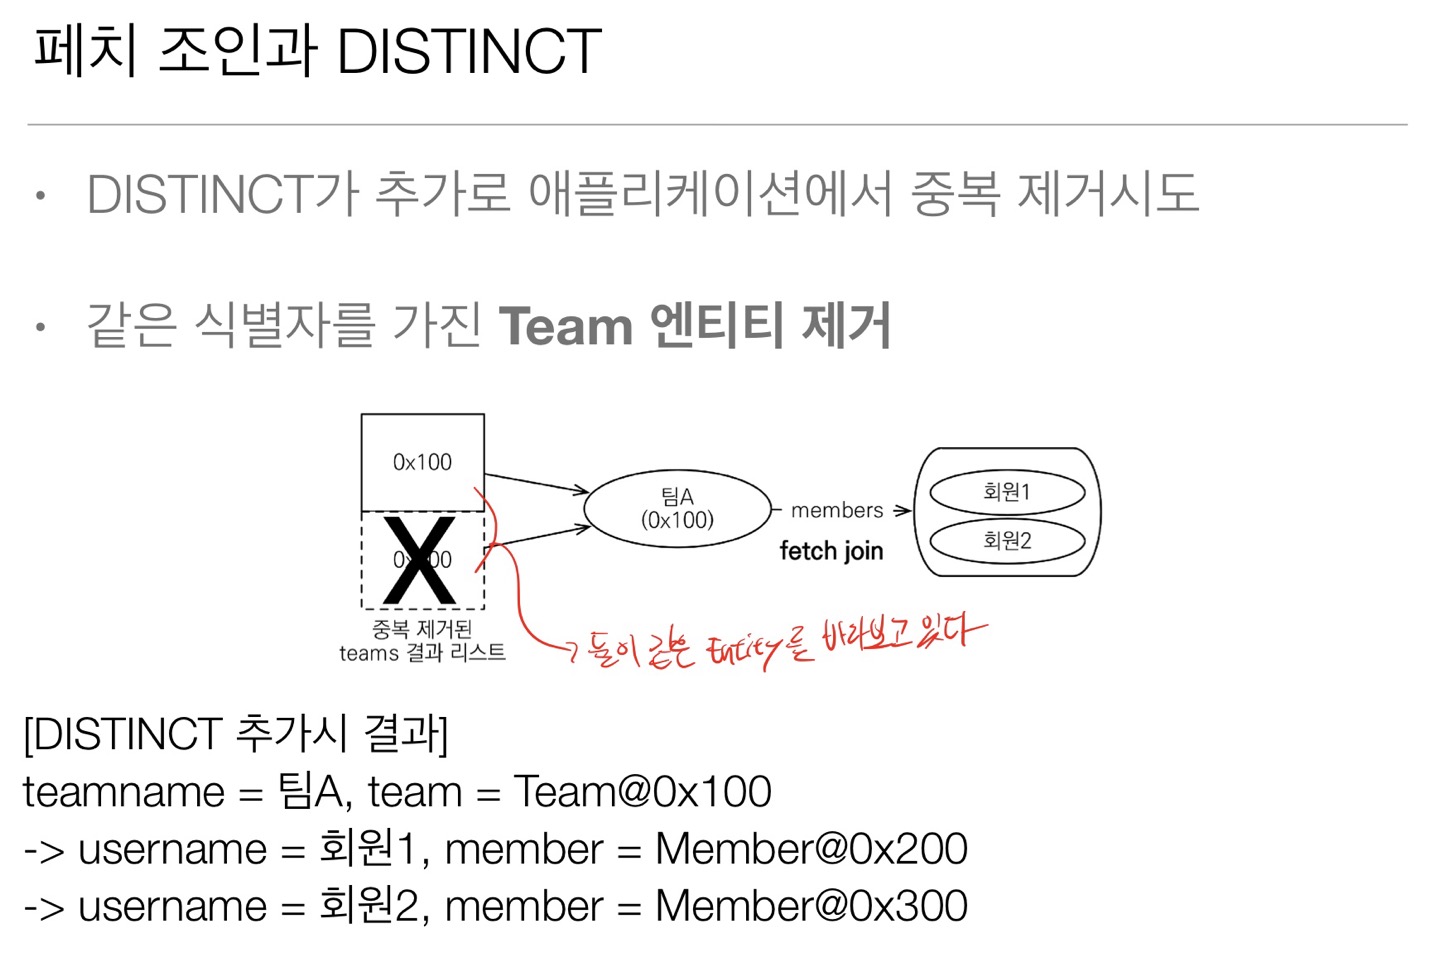 페치 조인과 DISTINCT
• DISTINCT가 추가로 애플리케이션에서 중복 제거시도
• 같은 식별자를 가진 Team 엔티티 제거
0x100
팀A
(0x100)
members
fetch join
회원1
회원2
중복 제거된
teams 결과 리스트
둘이 같은 Entity를 바라보고 있다
[DISTINCT 추가시 결과]
teamname = 팀A, team = Team@0x100
-> username = 회원1, member = Member@0x200
-> username = 회원2, member = Member@0x300